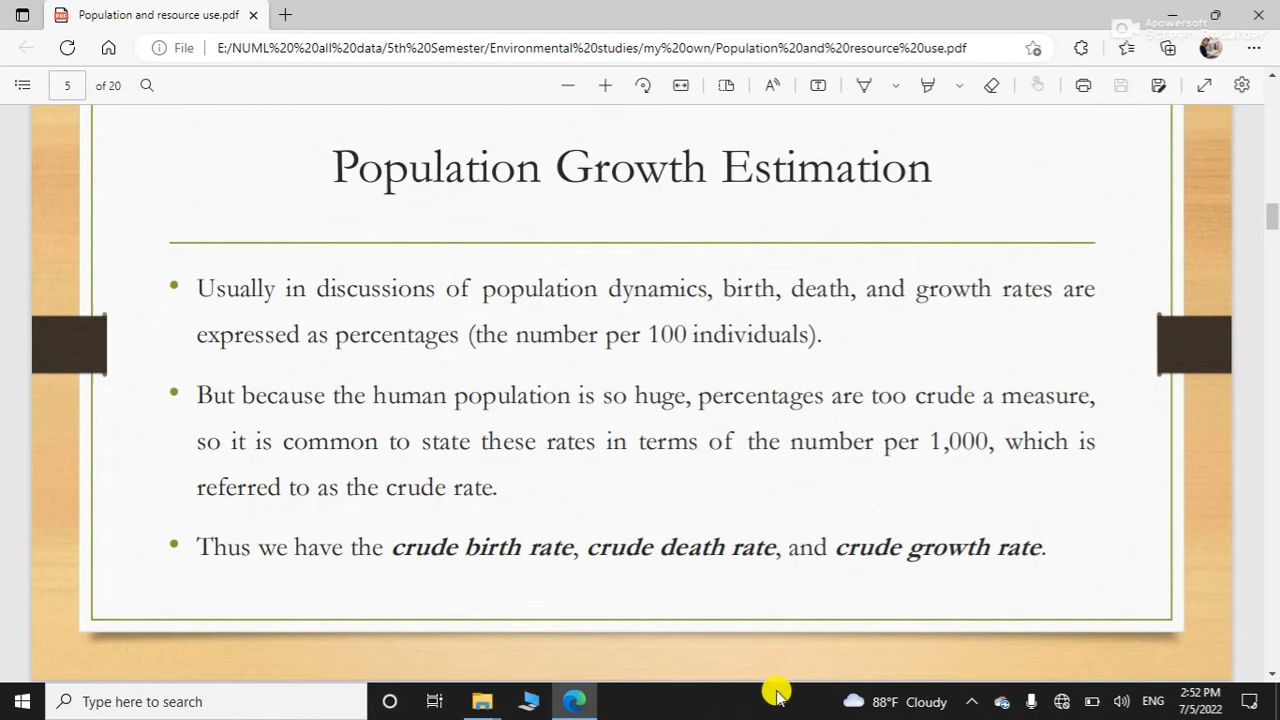 Population and resource use.pdf
Apowersoft
Screen Recorder
File E:/NUML%20%20all%20data/5th%20Semester/Environmental%20studies/my%20own/Population%20and%20resource%20use.pdf
5 of 20
Population Growth Estimation
• Usually in discussions of population dynamics, birth, death, and growth rates are
expressed as percentages (the number per 100 individuals).
• But because the human population is so huge, percentages are too crude a measure,
so it is common to state these rates in terms of the number per 1,000, which is
referred to as the crude rate.
• Thus we have the crude birth rate, crude death rate, and crude growth rate.
Type here to search
88°F Cloudy
ENG
2:52 PM
7/5/2022